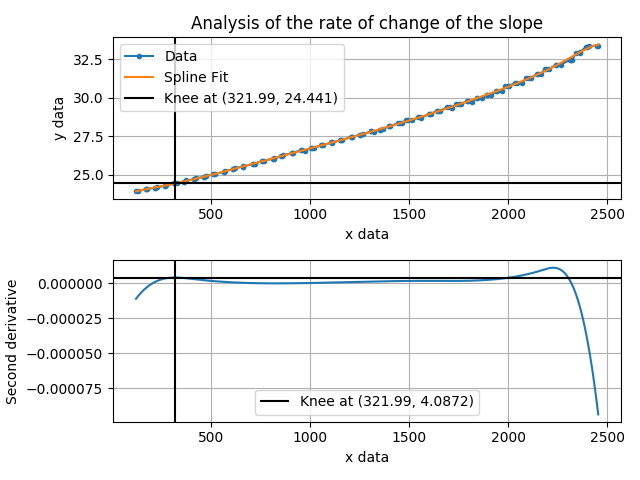 Analysis of the rate of change of the slope
Data
Spline Fit
Knee at (321.99, 24.441)
y data
32.5
30.0
27.5
25.0
500 1000 1500 2000 2500
x data
Second derivative
0.000000
−0.000025
−0.000050
−0.000075
Knee at (321.99, 4.0872)
500 1000 1500 2000 2500
x data